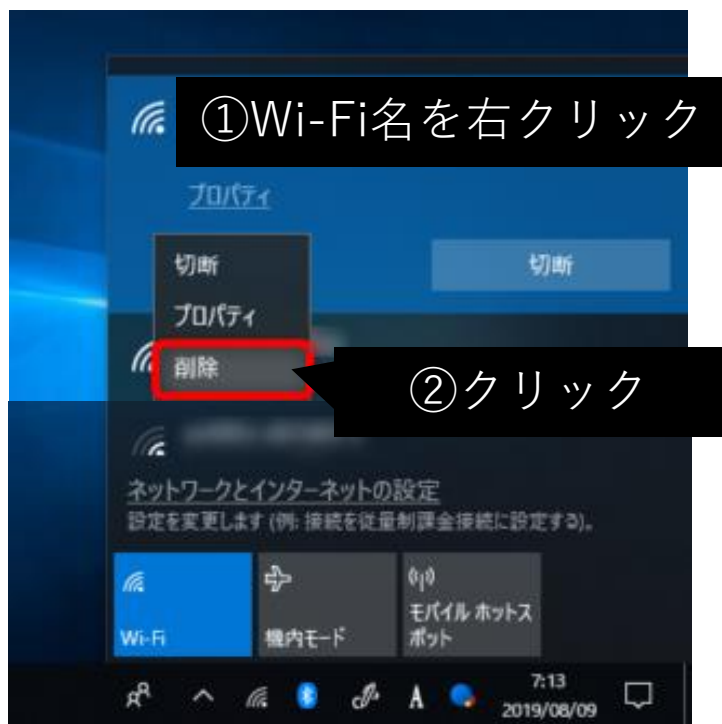 ①Wi-Fi名を右クリック
プロパティ
切断
切断
プロパティ
削除
②クリック
ネットワークとインターネットの設定
設定を変更します (例: 接続を従量制課金接続に設定する)。
Wi-Fi
機内モード
モバイル ホットス
ポット
A
7:13
2019/08/09